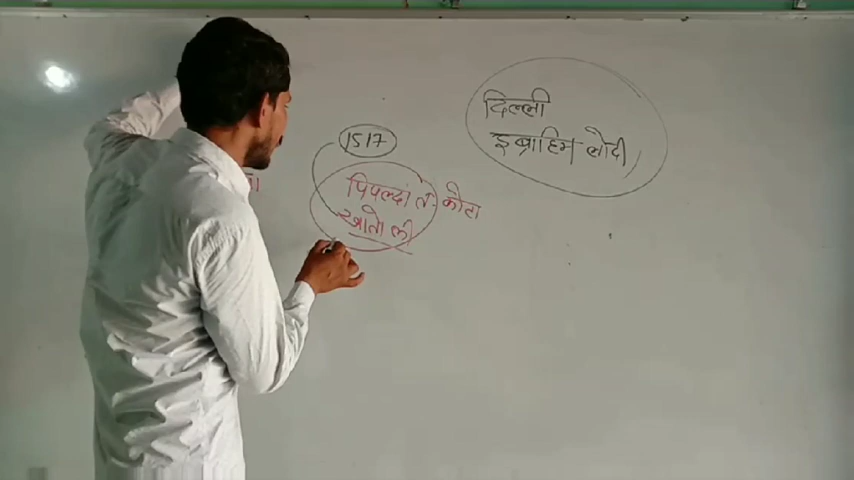 दिल्ली
इब्राहिम लोदी
1517
पिपल्दा त. कोटा
खातोली